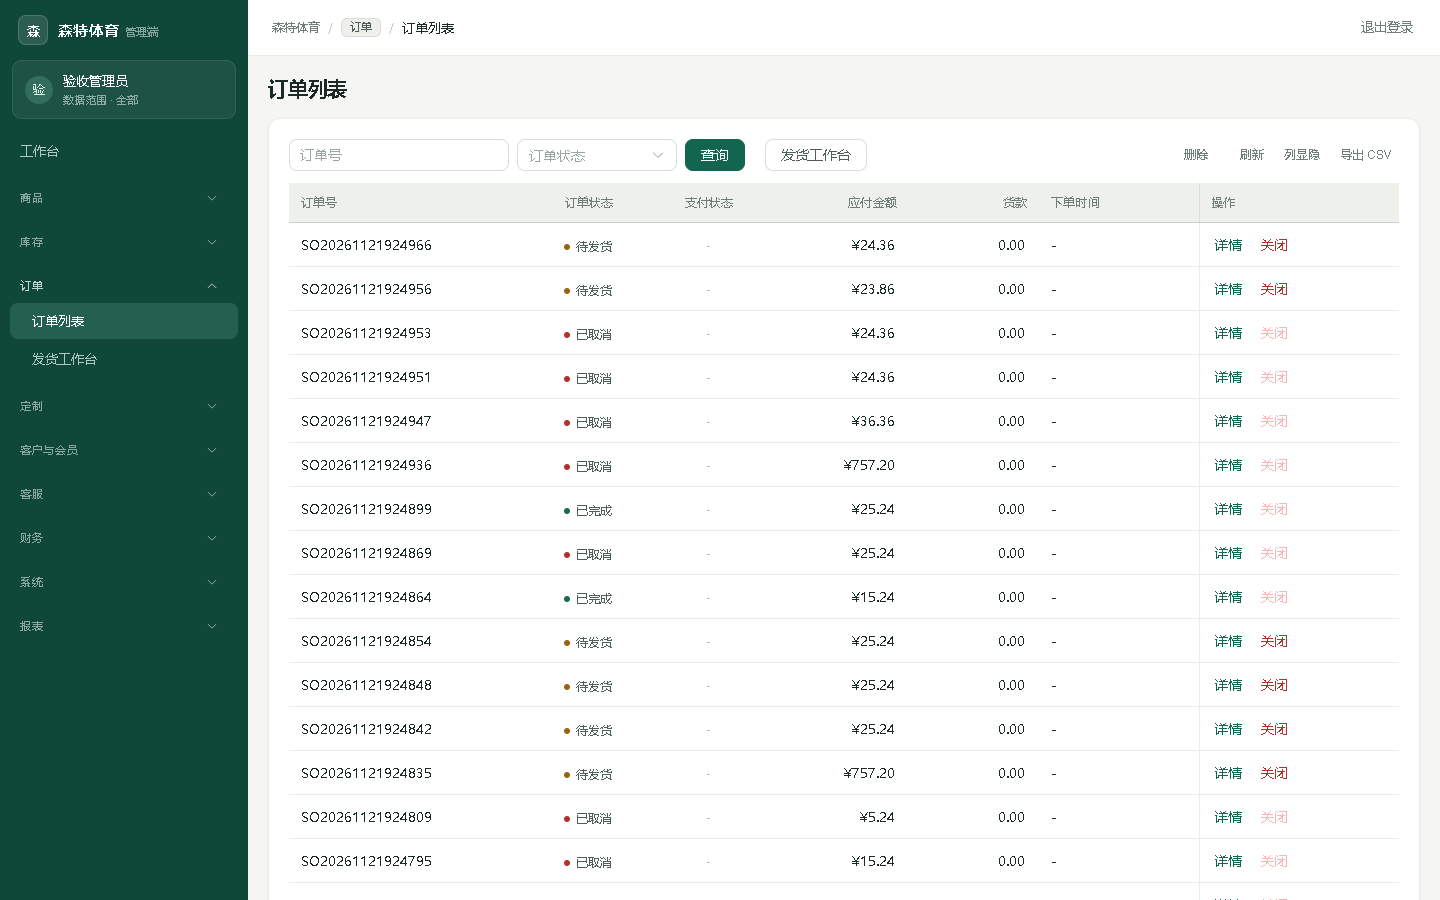 森 森特体育 管理端
验 验收管理员
数据范围 · 全部
工作台
商品
库存
订单
订单列表
发货工作台
定制
客户与会员
客服
财务
系统
报表
森特体育 / 订单 / 订单列表
退出登录
订单列表
订单号 订单状态 查询 发货工作台 删除 刷新 列显隐 导出 CSV
订单号 订单状态 支付状态 应付金额 货款 下单时间 操作
SO20261121924966 待发货 - ¥24.36 0.00 - 详情 关闭
SO20261121924956 待发货 - ¥23.86 0.00 - 详情 关闭
SO20261121924953 已取消 - ¥24.36 0.00 - 详情 关闭
SO20261121924951 已取消 - ¥24.36 0.00 - 详情 关闭
SO20261121924947 已取消 - ¥36.36 0.00 - 详情 关闭
SO20261121924936 已取消 - ¥757.20 0.00 - 详情 关闭
SO20261121924899 已完成 - ¥25.24 0.00 - 详情 关闭
SO20261121924869 已取消 - ¥25.24 0.00 - 详情 关闭
SO20261121924864 已完成 - ¥15.24 0.00 - 详情 关闭
SO20261121924854 待发货 - ¥25.24 0.00 - 详情 关闭
SO20261121924848 待发货 - ¥25.24 0.00 - 详情 关闭
SO20261121924842 待发货 - ¥25.24 0.00 - 详情 关闭
SO20261121924835 待发货 - ¥757.20 0.00 - 详情 关闭
SO20261121924809 已取消 - ¥5.24 0.00 - 详情 关闭
SO20261121924795 已取消 - ¥15.24 0.00 - 详情 关闭